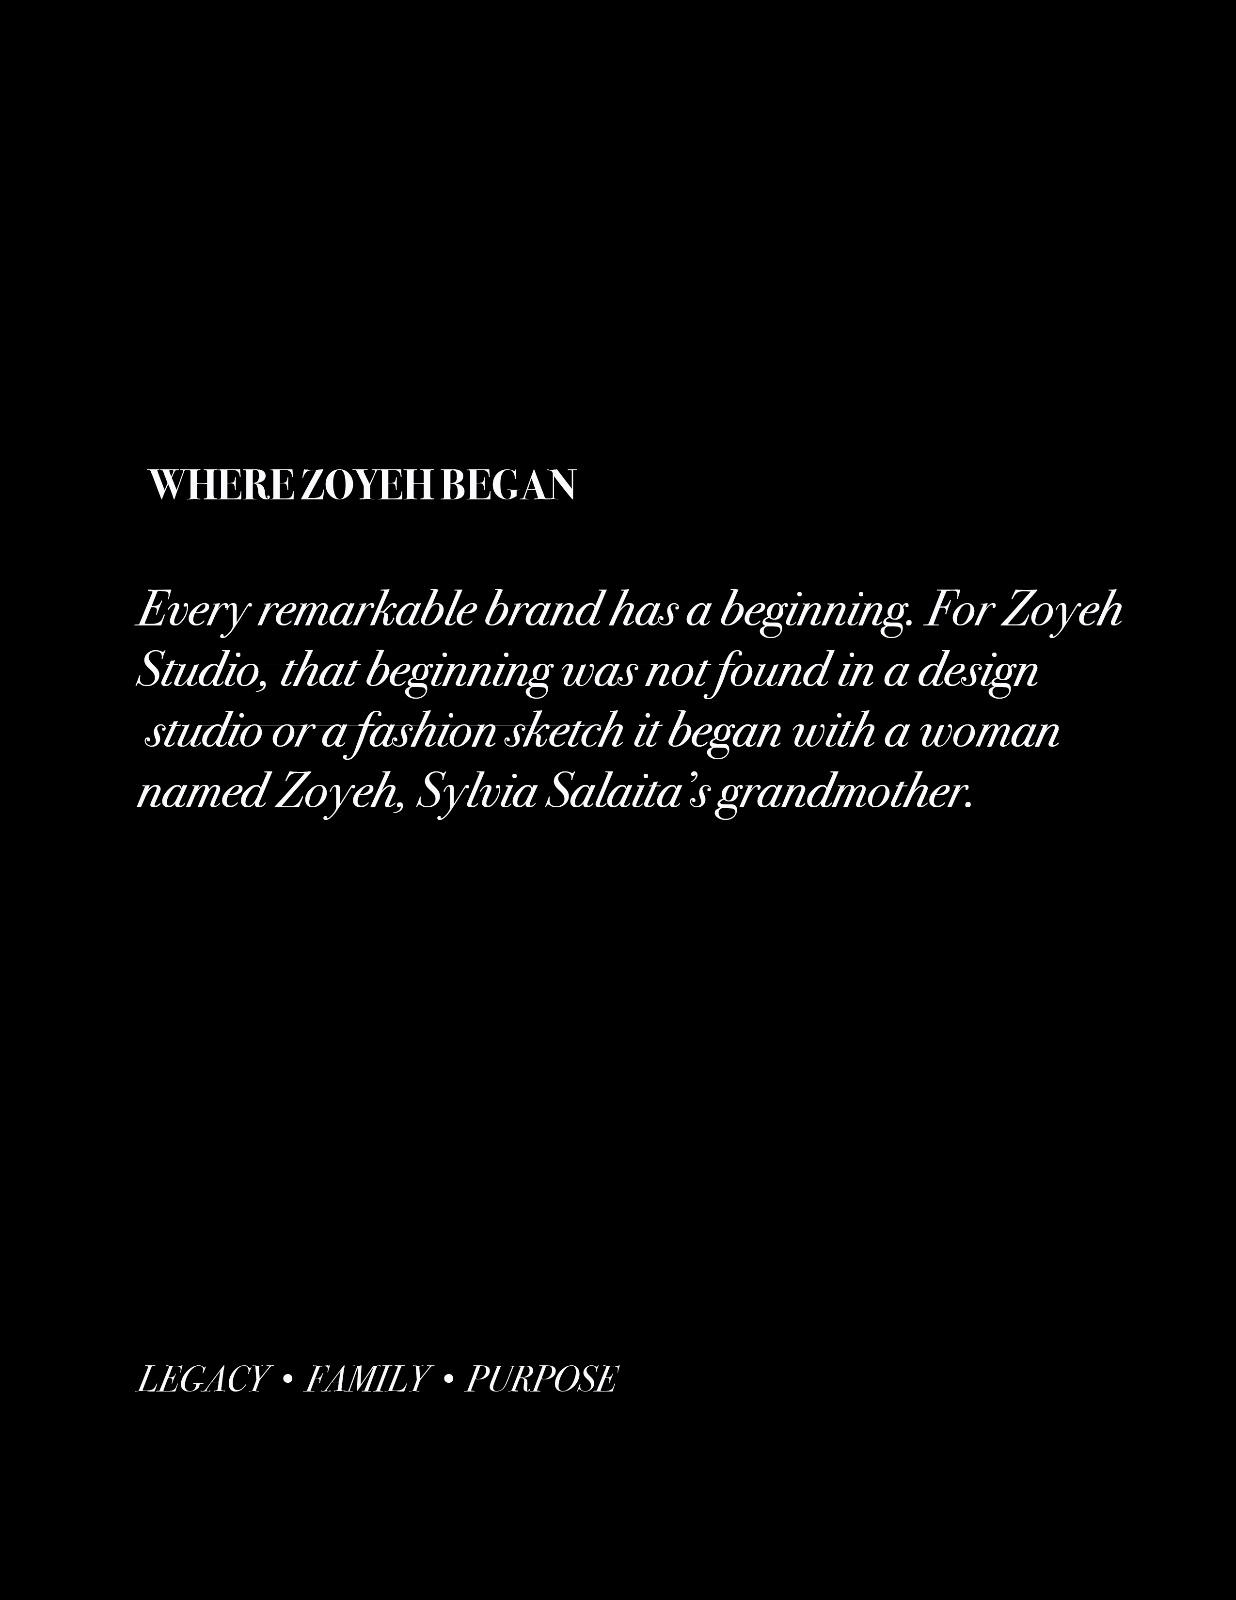 WHERE ZOYEH BEGAN
Every remarkable brand has a beginning. For Zoyeh
Studio, that beginning was not found in a design
studio or a fashion sketch it began with a woman
named Zoyeh, Sylvia Salaita’s grandmother.
LEGACY • FAMILY • PURPOSE